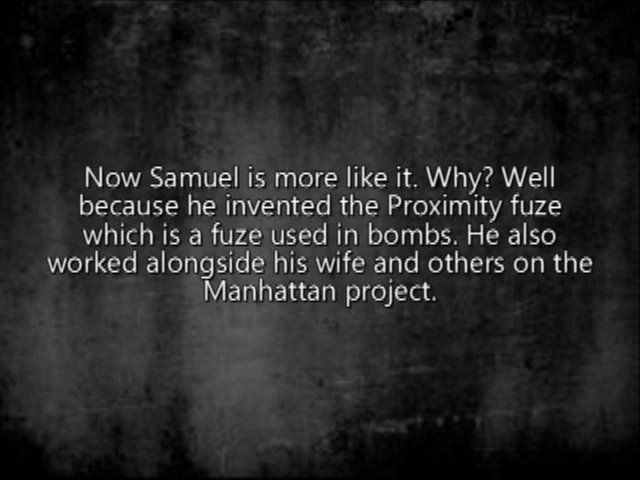 Now Samuel is more like it. Why? Well
because he invented the Proximity fuze
which is a fuze used in bombs. He also
worked alongside his wife and others on the
Manhattan project.